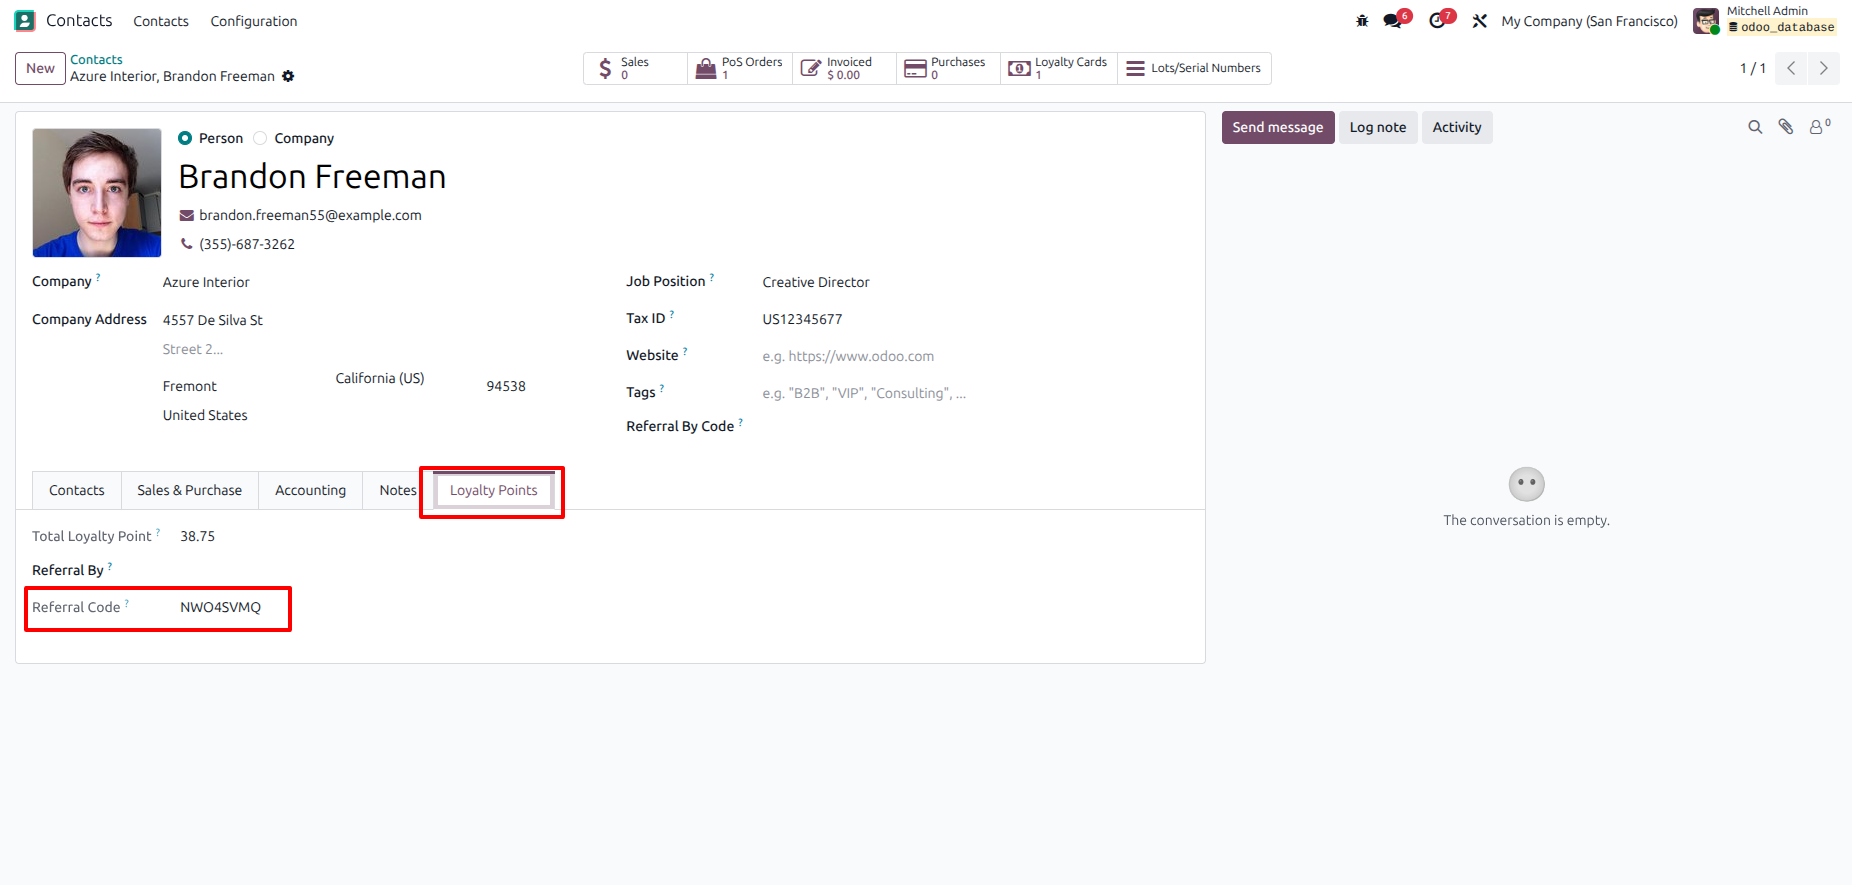 Contacts Contacts Configuration 6 7 My Company (San Francisco) Mitchell Admin
odoo_database
New Contacts
Azure Interior, Brandon Freeman
Sales
0
PoS Orders
1
Invoiced
$ 0.00
Purchases
0
Loyalty Cards
1
Lots/Serial Numbers
1 / 1
Person Company
Brandon Freeman
brandon.freeman55@example.com
(355)-687-3262
Company ? Azure Interior
Company Address 4557 De Silva St
Street 2...
Fremont California (US) 94538
United States
Job Position ? Creative Director
Tax ID ? US12345677
Website ? e.g. https://www.odoo.com
Tags ? e.g. "B2B", "VIP", "Consulting", ...
Referral By Code ?
Contacts Sales & Purchase Accounting Notes Loyalty Points
Total Loyalty Point ? 38.75
Referral By ?
Referral Code ? NWO4SVMQ
Send message Log note Activity 0
The conversation is empty.